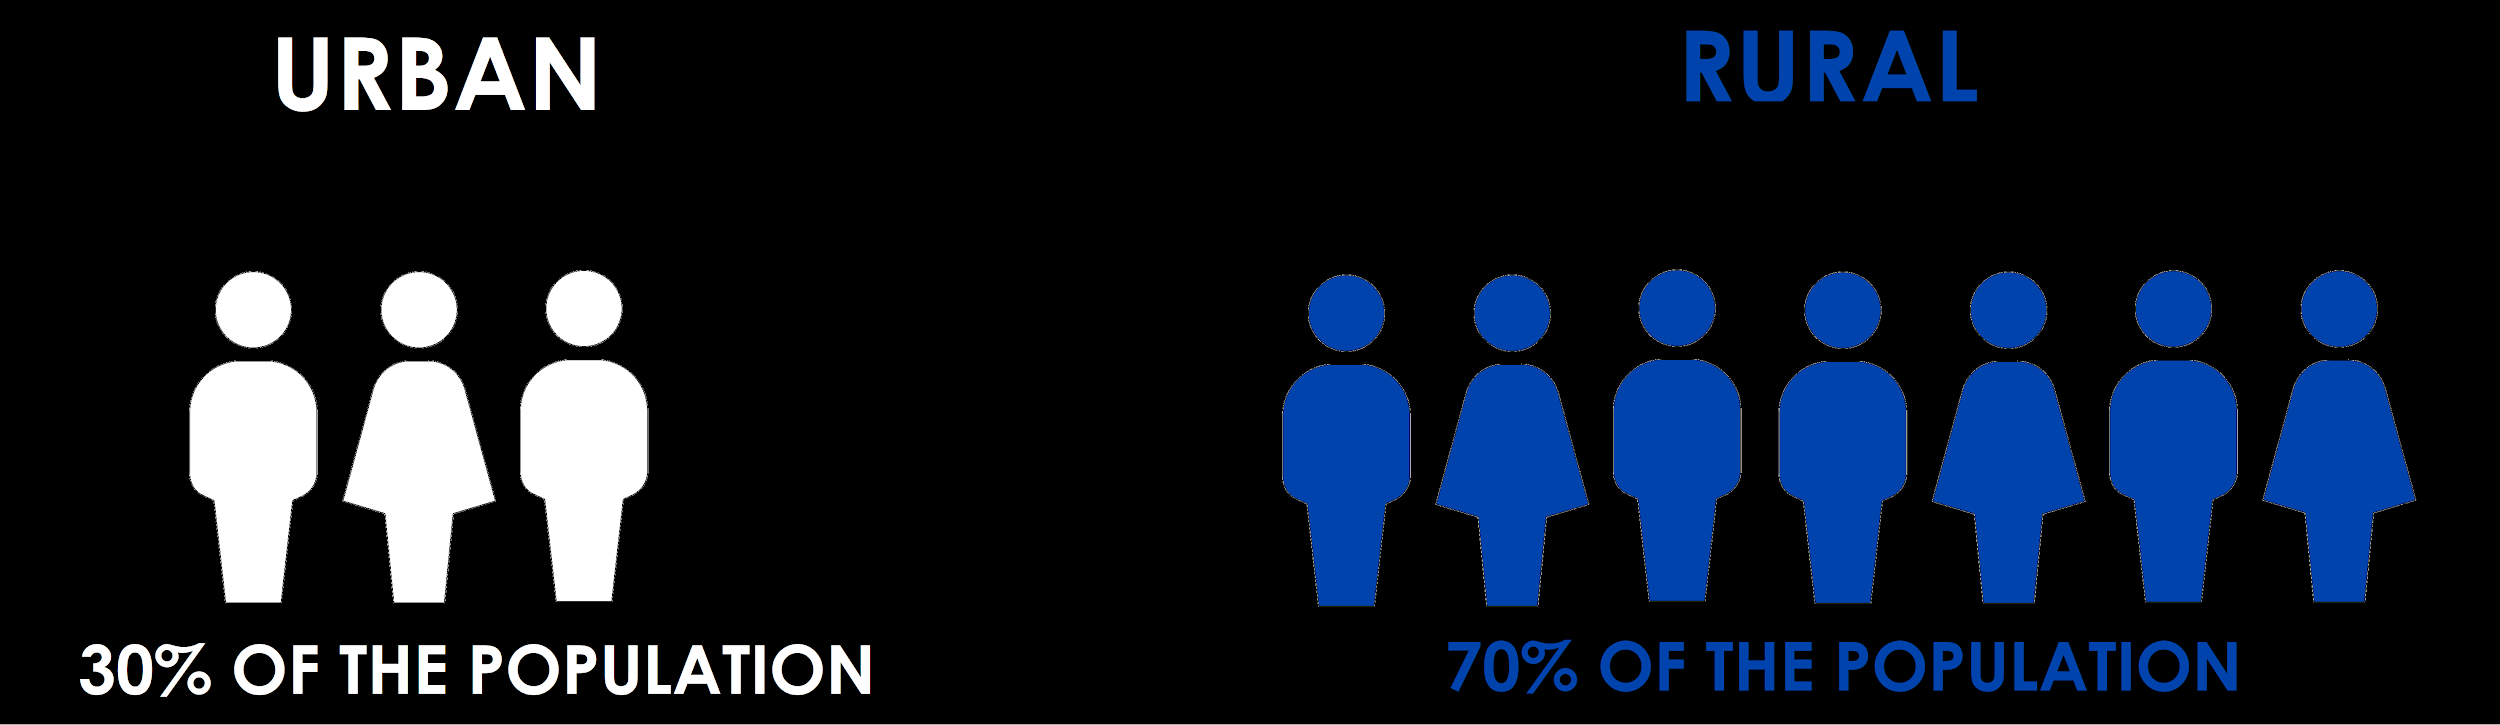 URBAN
RURAL
30% OF THE POPULATION
70% OF THE POPULATION